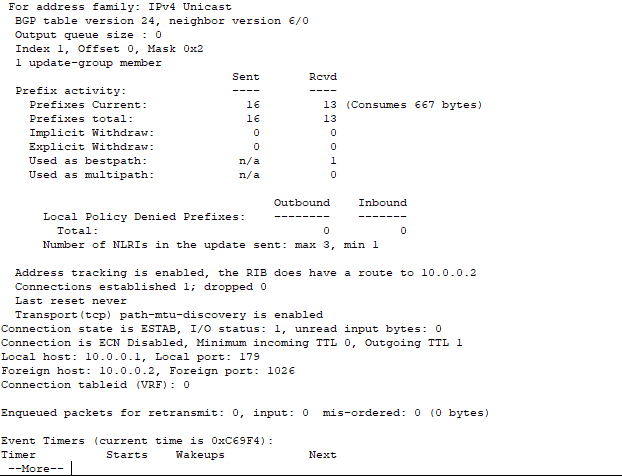 For address family: IPv4 Unicast
BGP table version 24, neighbor version 6/0
Output queue size : 0
Index 1, Offset 0, Mask 0x2
1 update-group member
Sent Rcvd
Prefix activity: ---- ----
Prefixes Current: 16 13 (Consumes 667 bytes)
Prefixes total: 16 13
Implicit Withdraw: 0 0
Explicit Withdraw: 0 0
Used as bestpath: n/a 1
Used as multipath: n/a 0
Outbound Inbound
Local Policy Denied Prefixes: -------- -------
Total: 0 0
Number of NLRIs in the update sent: max 3, min 1
Address tracking is enabled, the RIB does have a route to 10.0.0.2
Connections established 1; dropped 0
Last reset never
Transport(tcp) path-mtu-discovery is enabled
Connection state is ESTAB, I/O status: 1, unread input bytes: 0
Connection is ECN Disabled, Minimum incoming TTL 0, Outgoing TTL 1
Local host: 10.0.0.1, Local port: 179
Foreign host: 10.0.0.2, Foreign port: 1026
Connection tableid (VRF): 0
Enqueued packets for retransmit: 0, input: 0 mis-ordered: 0 (0 bytes)
Event Timers (current time is 0xC69F4):
Timer Starts Wakeups Next
--More--